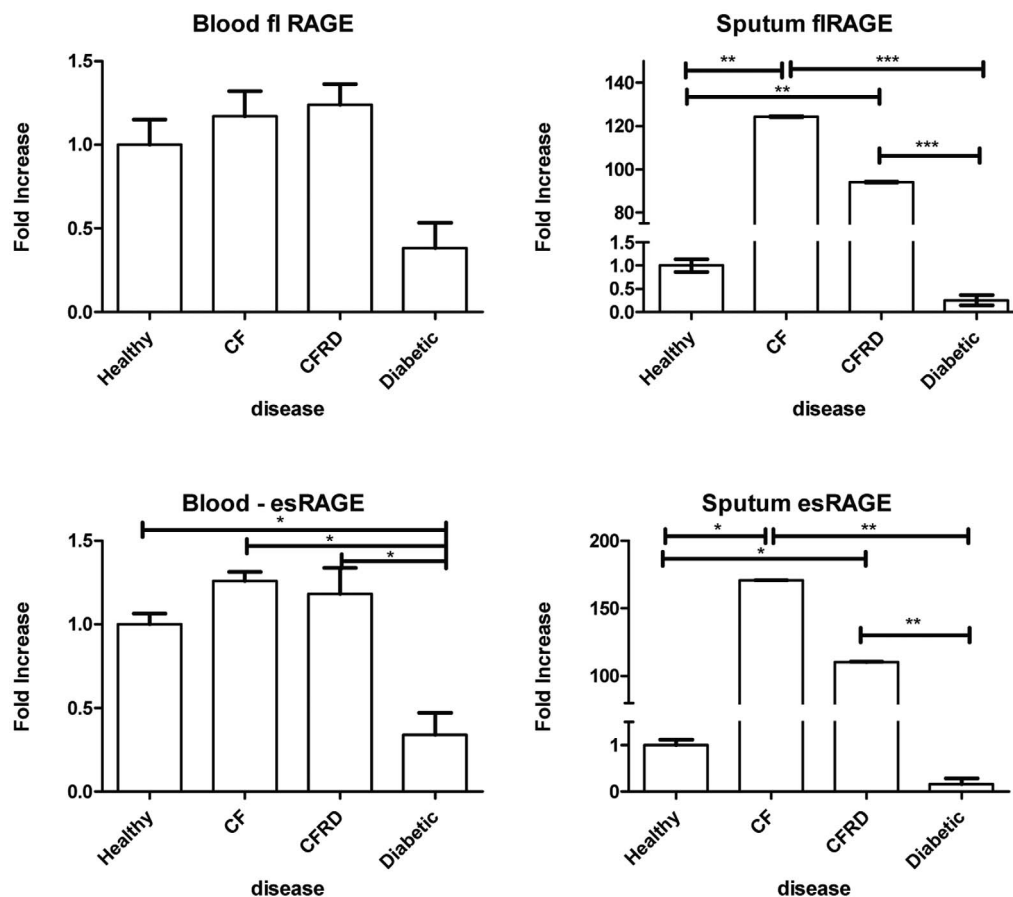 Blood fl RAGE
1.5
1.0
0.5
0.0
Fold Increase
Healthy
CF
CFRD
Diabetic
disease
Sputum flRAGE
**
***
**
***
140
120
100
80
1.5
1.0
0.5
0.0
Fold Increase
Healthy
CF
CFRD
Diabetic
disease
Blood - esRAGE
*
*
*
1.5
1.0
0.5
0.0
Fold Increase
Healthy
CF
CFRD
Diabetic
disease
Sputum esRAGE
*
**
*
**
200
150
100
1
0
Fold Increase
Healthy
CF
CFRD
Diabetic
disease